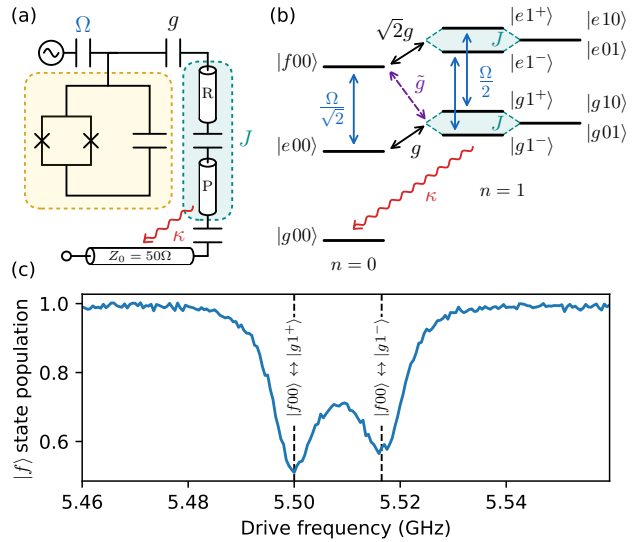 (a)
Ω
g
R
J
P
κ
Z₀ = 50Ω
(b)
√2g
|e1⁺⟩
|e10⟩
J
|f00⟩
|e01⟩
|e1⁻⟩
Ω/√2
g̃
Ω/2
|g1⁺⟩
|g10⟩
J
|e00⟩
g
|g01⟩
|g1⁻⟩
κ
n = 1
|g00⟩
n = 0
(c)
|f⟩ state population
1.0
0.8
0.6
|f00⟩ ↔ |g1⁺⟩
|f00⟩ ↔ |g1⁻⟩
5.46
5.48
5.50
5.52
5.54
Drive frequency (GHz)